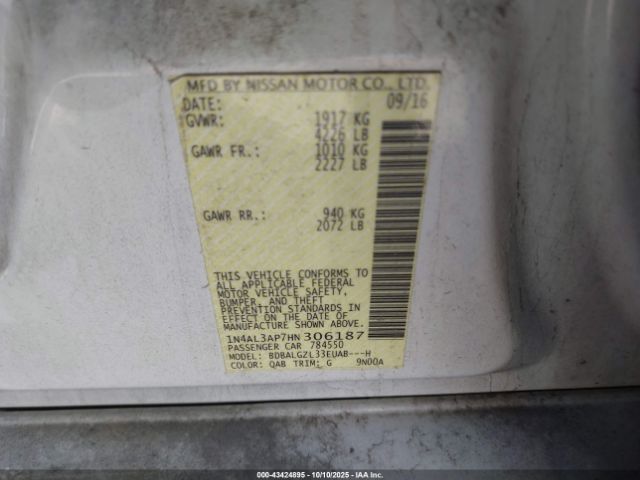 MFD BY NISSAN MOTOR CO., LTD.
DATE: 09/16
GVWR: 1917 KG
4226 LB
GAWR FR.: 1010 KG
2227 LB
GAWR RR.: 940 KG
2072 LB
THIS VEHICLE CONFORMS TO
ALL APPLICABLE FEDERAL
MOTOR VEHICLE SAFETY,
BUMPER, AND THEFT
PREVENTION STANDARDS IN
EFFECT ON THE DATE OF
MANUFACTURE SHOWN ABOVE.
1N4AL3AP7HN306187
PASSENGER CAR 784550
MODEL: BDBALGZL33EUAB---H
COLOR: QAB TRIM: G 9N00A
000-43424895 - 10/10/2025 - IAA Inc.